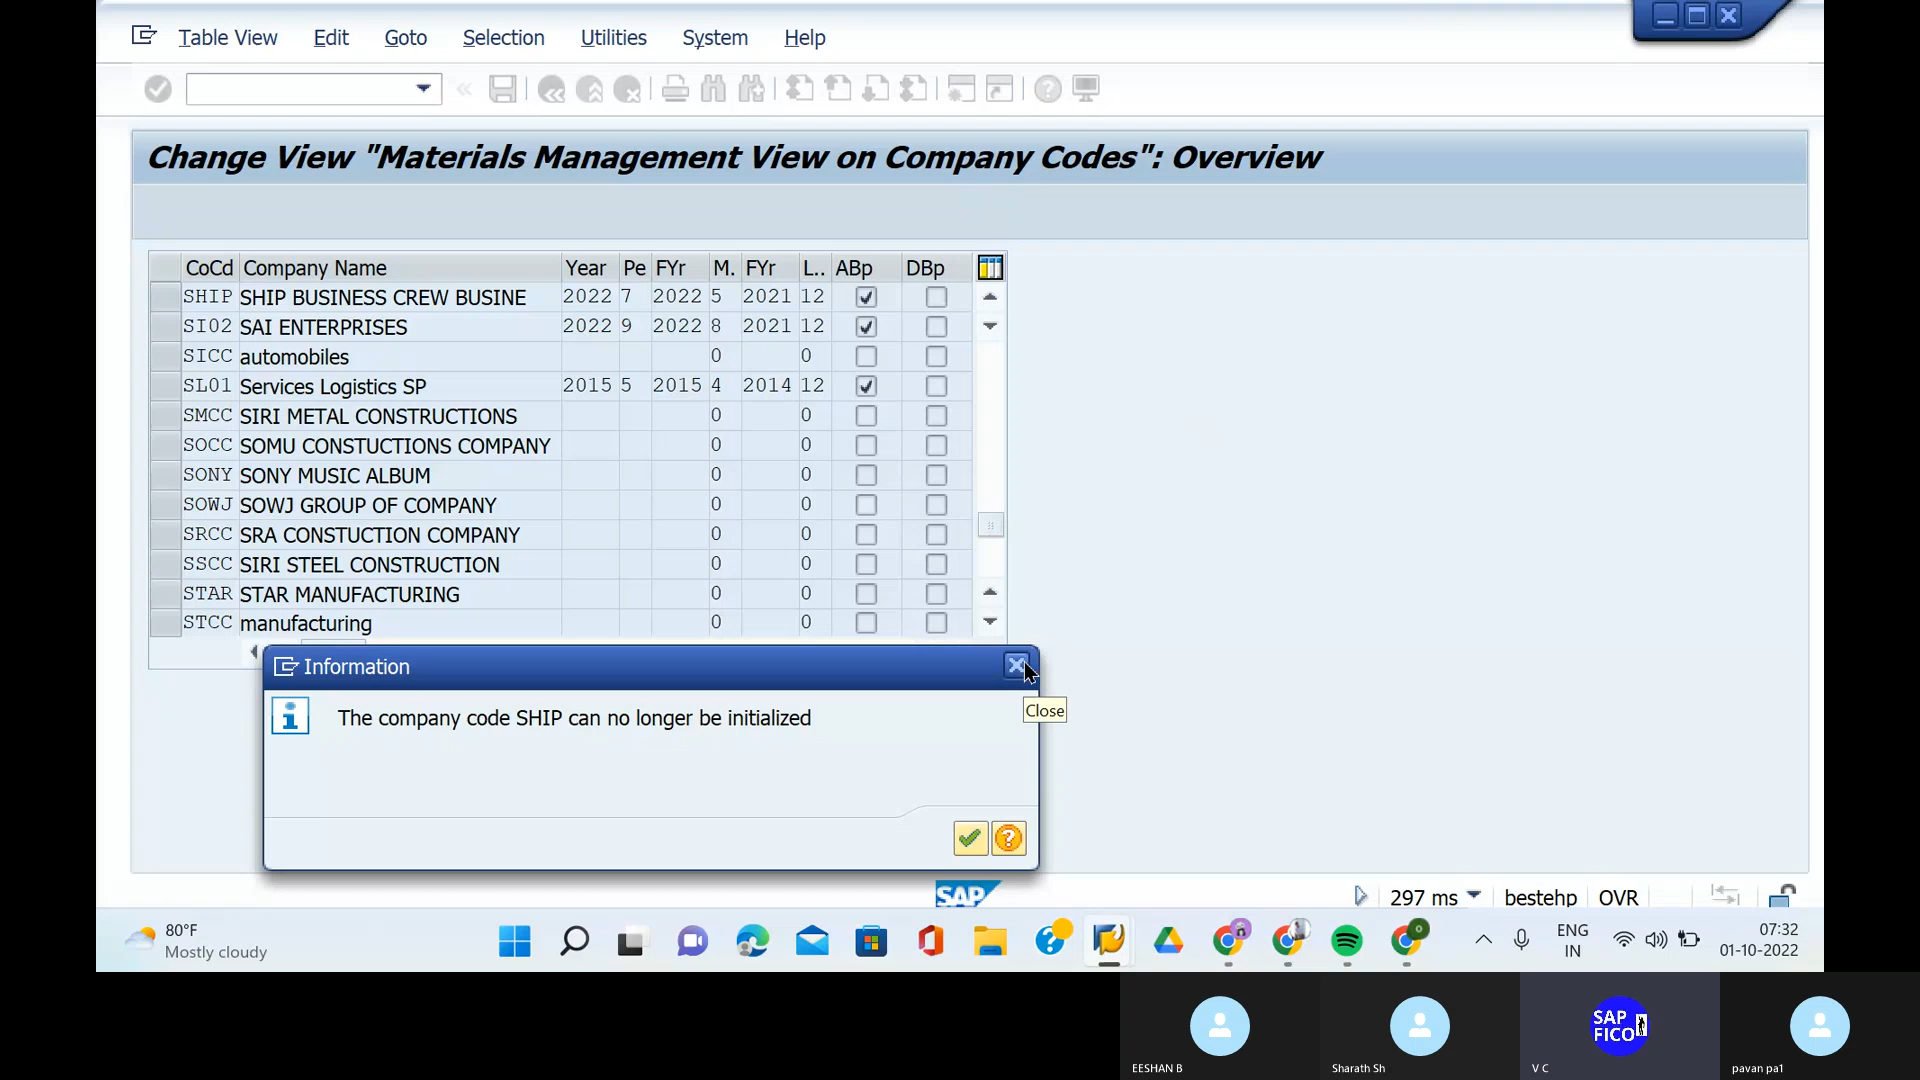 Table View Edit Goto Selection Utilities System Help
Change View "Materials Management View on Company Codes": Overview
CoCd Company Name Year Pe FYr M. FYr L.. ABp DBp
SHIP SHIP BUSINESS CREW BUSINE 2022 7 2022 5 2021 12
SI02 SAI ENTERPRISES 2022 9 2022 8 2021 12
SICC automobiles 0 0
SL01 Services Logistics SP 2015 5 2015 4 2014 12
SMCC SIRI METAL CONSTRUCTIONS 0 0
SOCC SOMU CONSTUCTIONS COMPANY 0 0
SONY SONY MUSIC ALBUM 0 0
SOWJ SOWJ GROUP OF COMPANY 0 0
SRCC SRA CONSTUCTION COMPANY 0 0
SSCC SIRI STEEL CONSTRUCTION 0 0
STAR STAR MANUFACTURING 0 0
STCC manufacturing 0 0
Information
The company code SHIP can no longer be initialized
Close
SAP
297 ms bestehp OVR
80°F
Mostly cloudy
ENG
IN
07:32
01-10-2022
SAP
FICO
EESHAN B
Sharath Sh
V C
pavan pa1